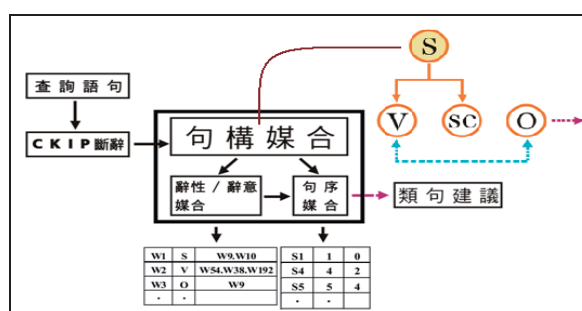 S
查詢語句
V SC O
CKIP斷辭
句構媒合
辭性 / 辭意
媒合
句序
媒合
類句建議
W1 S W9.W10
W2 V W54.W38.W192
W3 O W9
. .
S1 1 0
S4 4 2
S5 5 4
. .